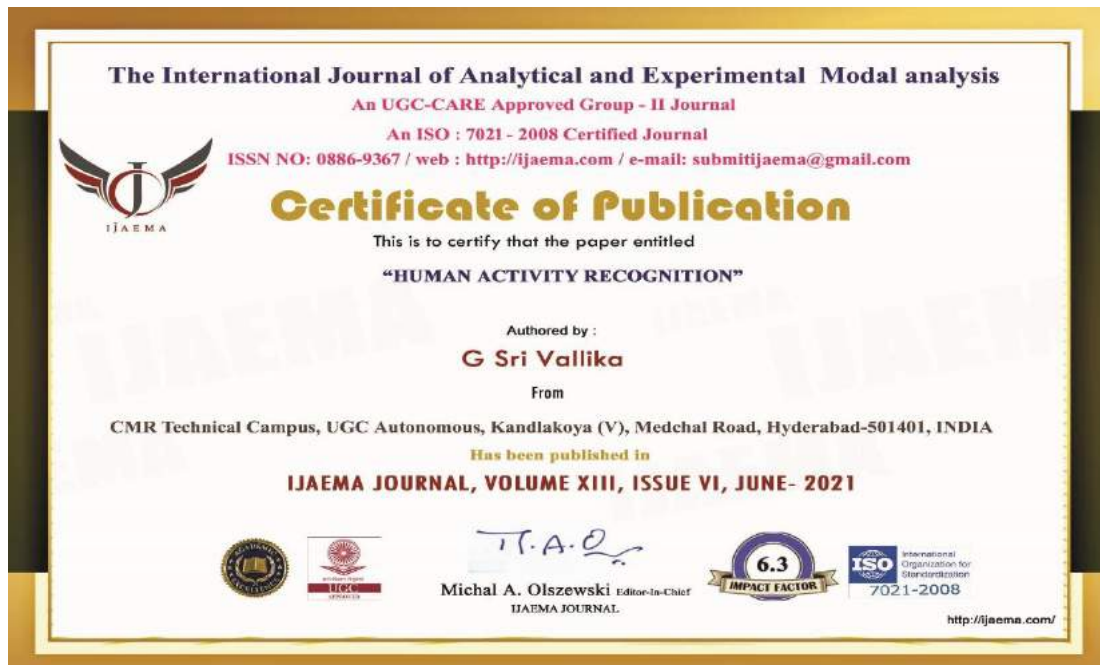 The International Journal of Analytical and Experimental Modal analysis
An UGC-CARE Approved Group - II Journal
An ISO : 7021 - 2008 Certified Journal
ISSN NO: 0886-9367 / web : http://ijaema.com / e-mail: submitijaema@gmail.com
IJAEMA
Certificate of Publication
This is to certify that the paper entitled
“HUMAN ACTIVITY RECOGNITION”
Authored by :
G Sri Vallika
From
CMR Technical Campus, UGC Autonomous, Kandlakoya (V), Medchal Road, Hyderabad-501401, INDIA
Has been published in
IJAEMA JOURNAL, VOLUME XIII, ISSUE VI, JUNE- 2021
UGC
APPROVED
Michal A. Olszewski Editor-In-Chief
IJAEMA JOURNAL
6.3
IMPACT FACTOR
ISO
International
Organization for
Standardization
7021-2008
http://ijaema.com/